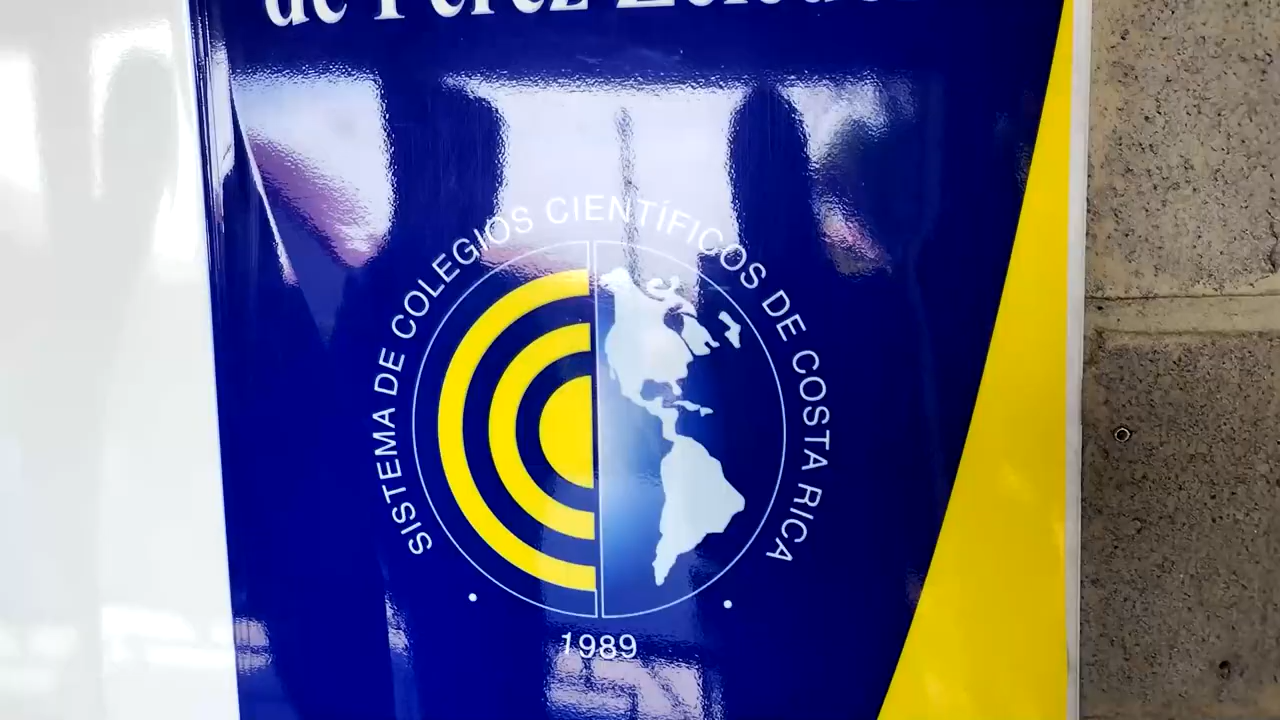 de Pérez Zeledón
SISTEMA DE COLEGIOS CIENTÍFICOS DE COSTA RICA
1989